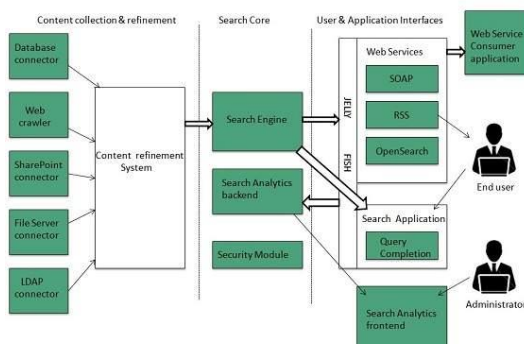 Content collection & refinement
Search Core
User & Application Interfaces
Database
connector
Web
crawler
SharePoint
connector
File Server
connector
LDAP
connector
Content refinement
System
Search Engine
Search Analytics
backend
Security Module
JELLY
FISH
Web Services
SOAP
RSS
OpenSearch
Search Application
Query
Completion
Search Analytics
frontend
Web Service
Consumer
application
End user
Administrator